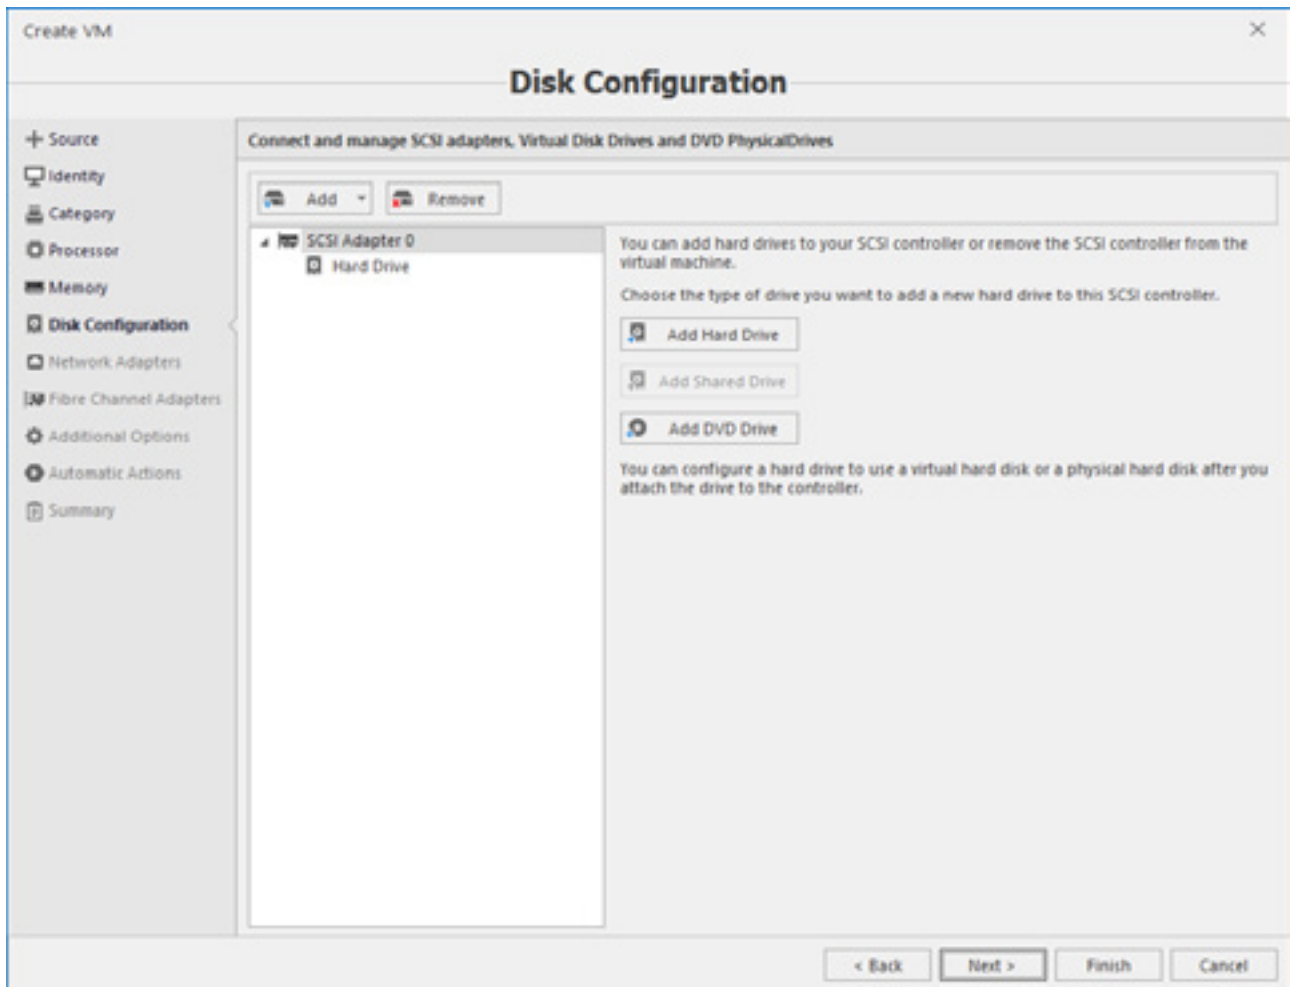 Create VM
Disk Configuration
Source
Identity
Category
Processor
Memory
Disk Configuration
Network Adapters
Fibre Channel Adapters
Additional Options
Automatic Actions
Summary
Connect and manage SCSI adapters, Virtual Disk Drives and DVD PhysicalDrives
Add
Remove
SCSI Adapter 0
Hard Drive
You can add hard drives to your SCSI controller or remove the SCSI controller from the
virtual machine.
Choose the type of drive you want to add a new hard drive to this SCSI controller.
Add Hard Drive
Add Shared Drive
Add DVD Drive
You can configure a hard drive to use a virtual hard disk or a physical hard disk after you
attach the drive to the controller.
< Back
Next >
Finish
Cancel